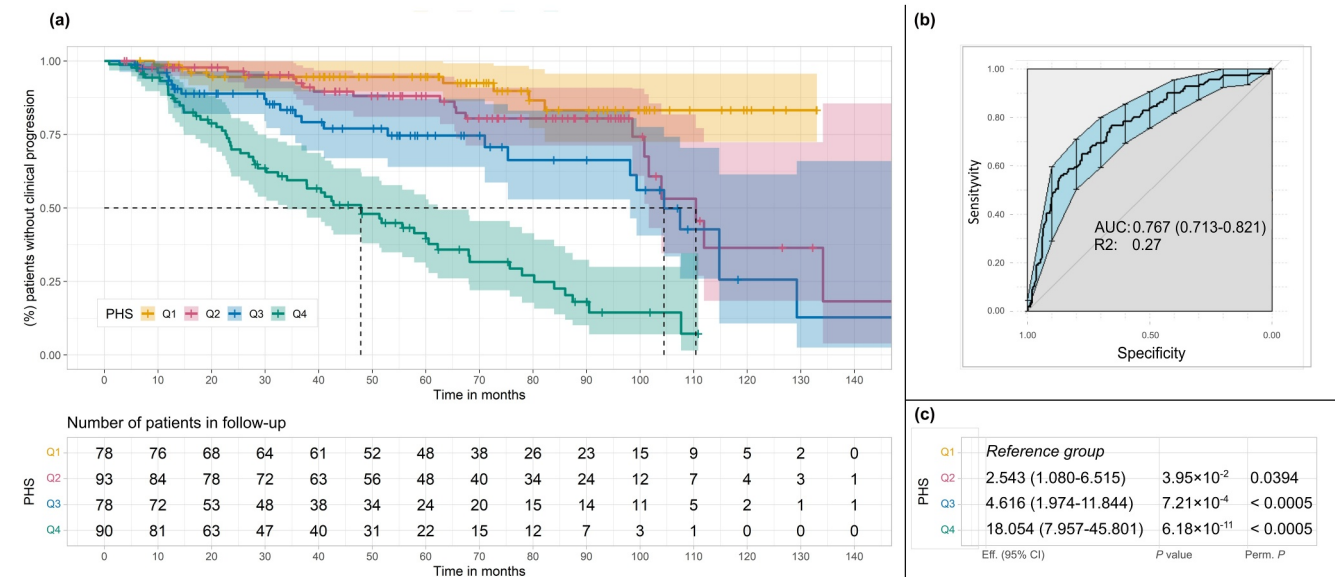 (a)
(%) patients without clinical progression
1.00
0.75
0.50
0.25
0.00
PHS Q1 Q2 Q3 Q4
0 10 20 30 40 50 60 70 80 90 100 110 120 130 140
Time in months
Number of patients in follow-up
PHS
Q1 78 76 68 64 61 52 48 38 26 23 15 9 5 2 0
Q2 93 84 78 72 63 56 48 40 34 24 12 7 4 3 1
Q3 78 72 53 48 38 34 24 20 15 14 11 5 2 1 1
Q4 90 81 63 47 40 31 22 15 12 7 3 1 0 0 0
0 10 20 30 40 50 60 70 80 90 100 110 120 130 140
Time in months
(b)
Sensityvity
1.00
0.80
0.60
0.40
0.20
0.00
AUC: 0.767 (0.713-0.821)
R2: 0.27
1.00 0.50 0.00
Specificity
(c)
PHS
Q1 Reference group
Q2 2.543 (1.080-6.515) 3.95×10⁻² 0.0394
Q3 4.616 (1.974-11.844) 7.21×10⁻⁴ < 0.0005
Q4 18.054 (7.957-45.801) 6.18×10⁻¹¹ < 0.0005
Eff. (95% CI) P value Perm. P